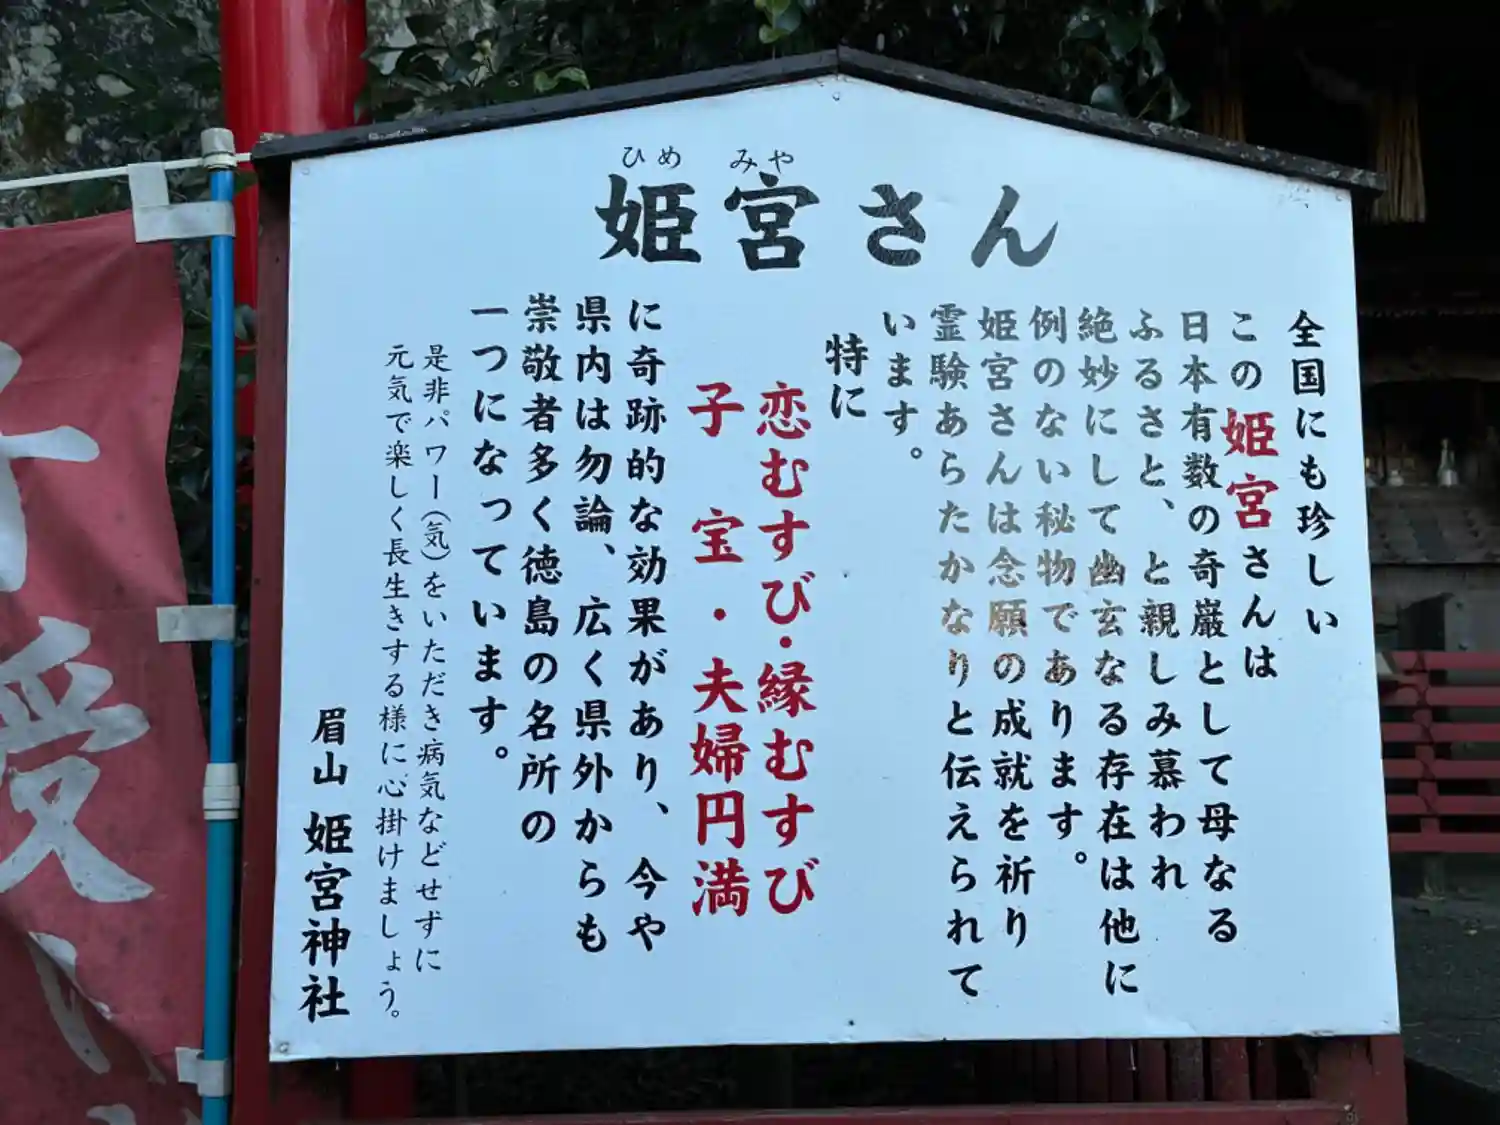 ひめ みや
姫宮さん
全国にも珍しい
この姫宮さんは
日本有数の奇巌として母なる
ふるさと、と親しみ慕われ
絶妙にして幽玄なる存在は他に
例のない秘物であります。
姫宮さんは念願の成就を祈り
霊験あらたかなりと伝えられて
います。
特に
恋むすび・縁むすび
子宝・夫婦円満
に奇跡的な効果があり、今や
県内は勿論、広く県外からも
崇敬者多く徳島の名所の
一つになっています。
是非パワー(気)をいただき病気などせずに
元気で楽しく長生きする様に心掛けましょう。
眉山 姫宮神社
授け